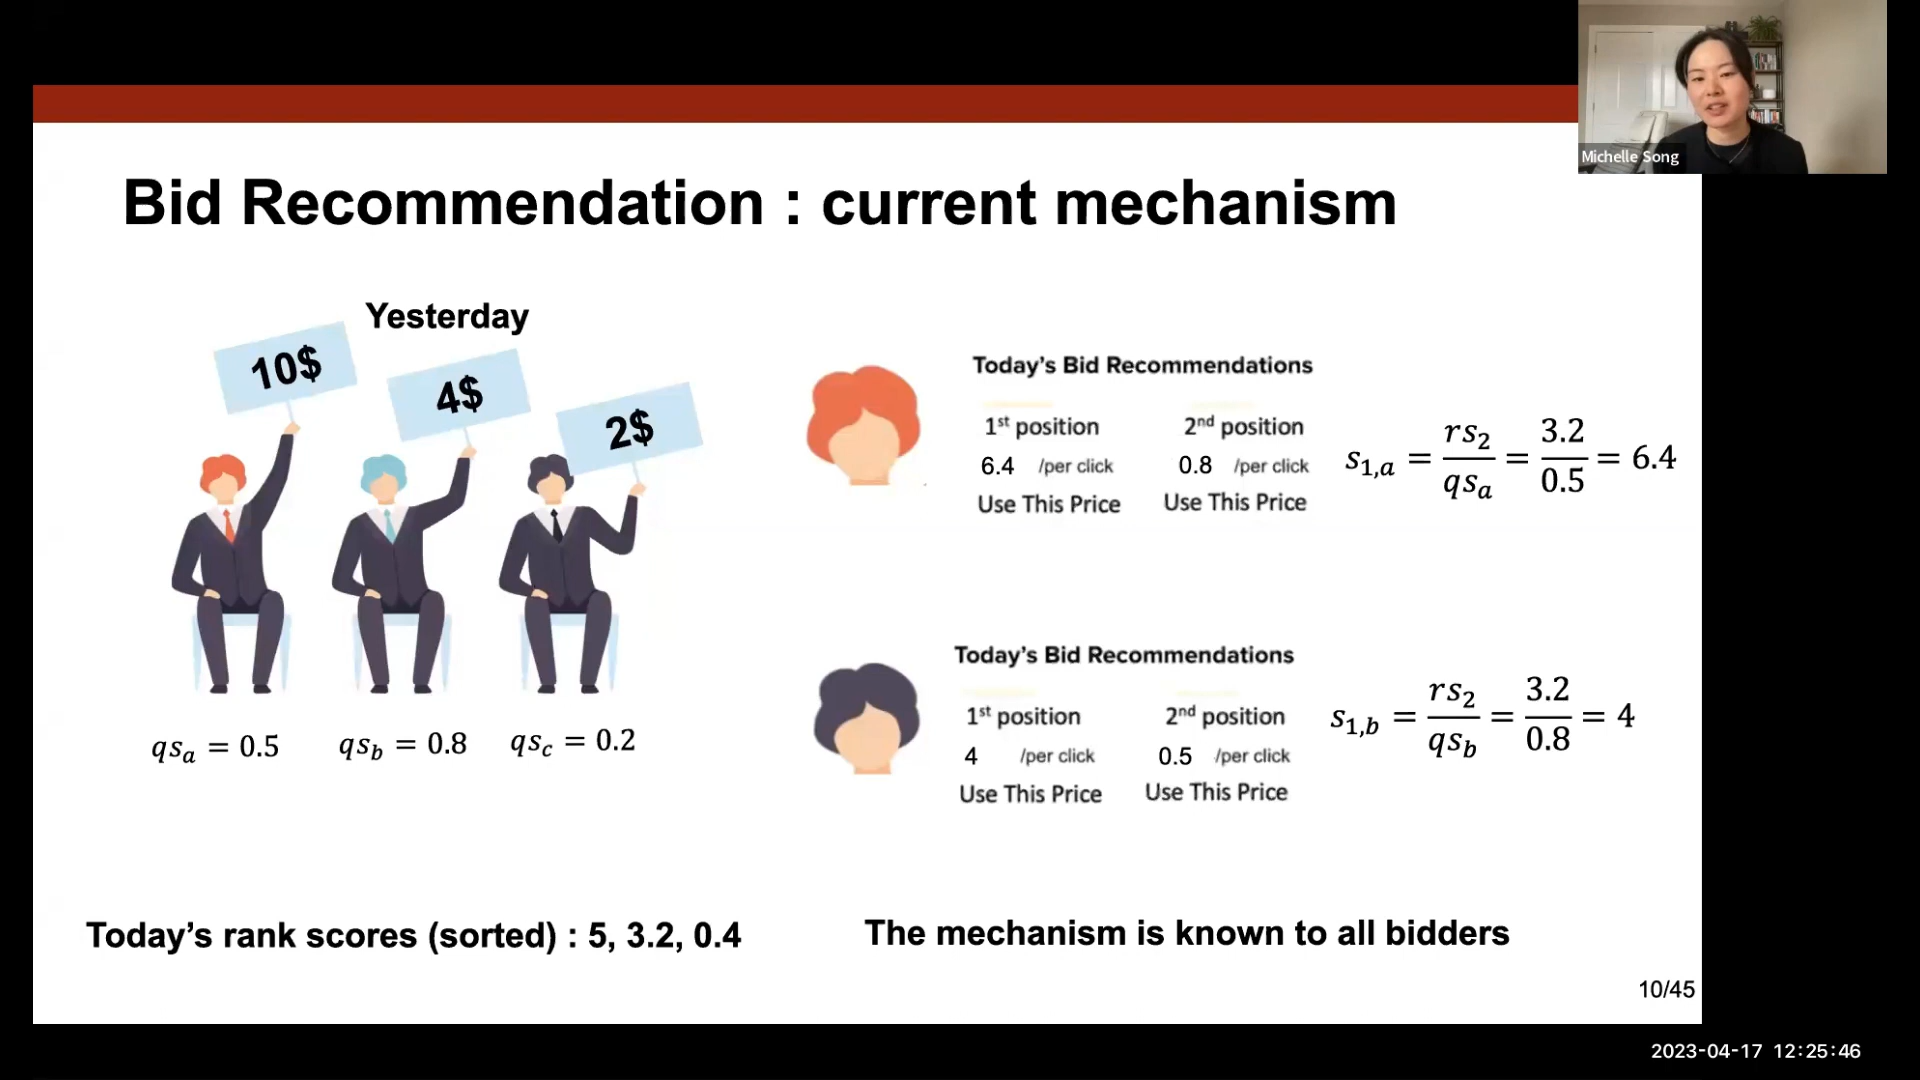 Michelle Song
Bid Recommendation : current mechanism
Yesterday
10$
4$
2$
qsₐ = 0.5
qs_b = 0.8
qs_c = 0.2
Today's rank scores (sorted) : 5, 3.2, 0.4
Today's Bid Recommendations
1st position 2nd position
6.4 /per click 0.8 /per click
Use This Price Use This Price
s_{1,a} = rs₂/qsₐ = 3.2/0.5 = 6.4
Today's Bid Recommendations
1st position 2nd position
4 /per click 0.5 /per click
Use This Price Use This Price
s_{1,b} = rs₂/qs_b = 3.2/0.8 = 4
The mechanism is known to all bidders
10/45
2023-04-17 12:25:46